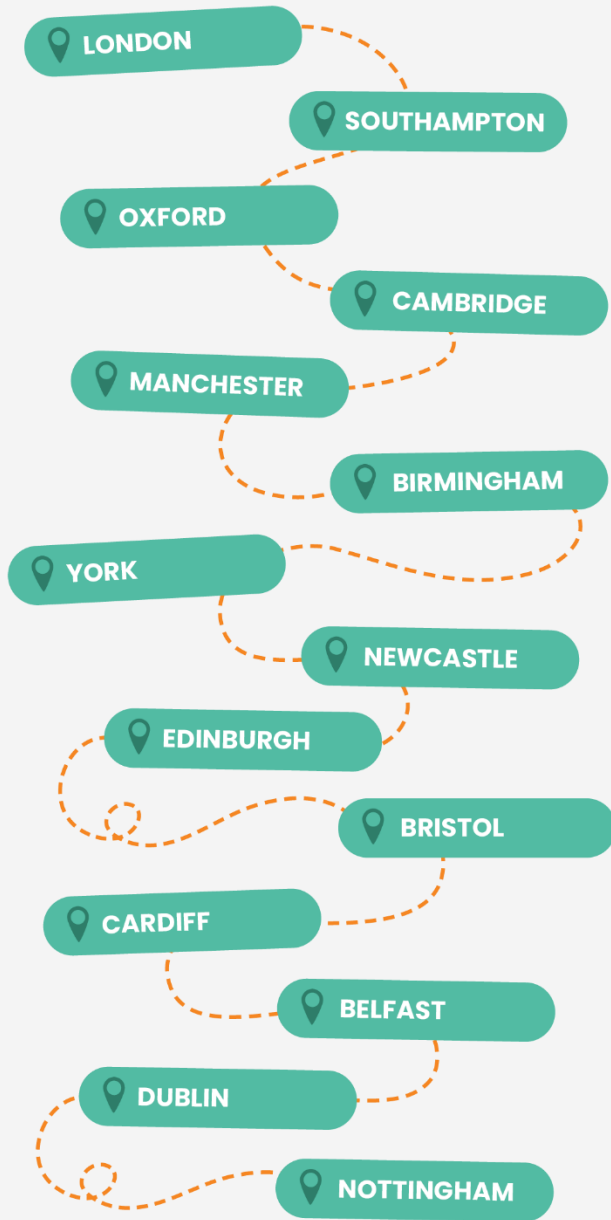 LONDON
SOUTHAMPTON
OXFORD
CAMBRIDGE
MANCHESTER
BIRMINGHAM
YORK
NEWCASTLE
EDINBURGH
BRISTOL
CARDIFF
BELFAST
DUBLIN
NOTTINGHAM